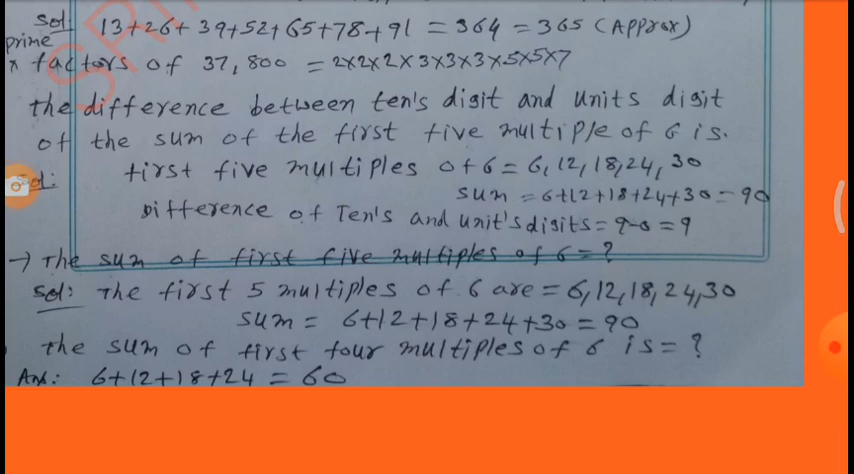 Sol: 13+26+39+52+65+78+91 = 364 = 365 (Approx)
prime
* factors of 37,800 = 2x2x2x3x3x3x5x5x7
the difference between ten's digit and units digit
of the sum of the first five multiple of 6 is.
Sol: first five multiples of 6 = 6, 12, 18, 24, 30
sum = 6+12+18+24+30 = 90
Difference of Ten's and unit's digits = 9-0 = 9
→ The sum of first five multiples of 6 = ?
Sol: The first 5 multiples of 6 are = 6, 12, 18, 24, 30
sum = 6+12+18+24+30 = 90
the sum of first four multiples of 6 is = ?
Ans: 6+12+18+24 = 60